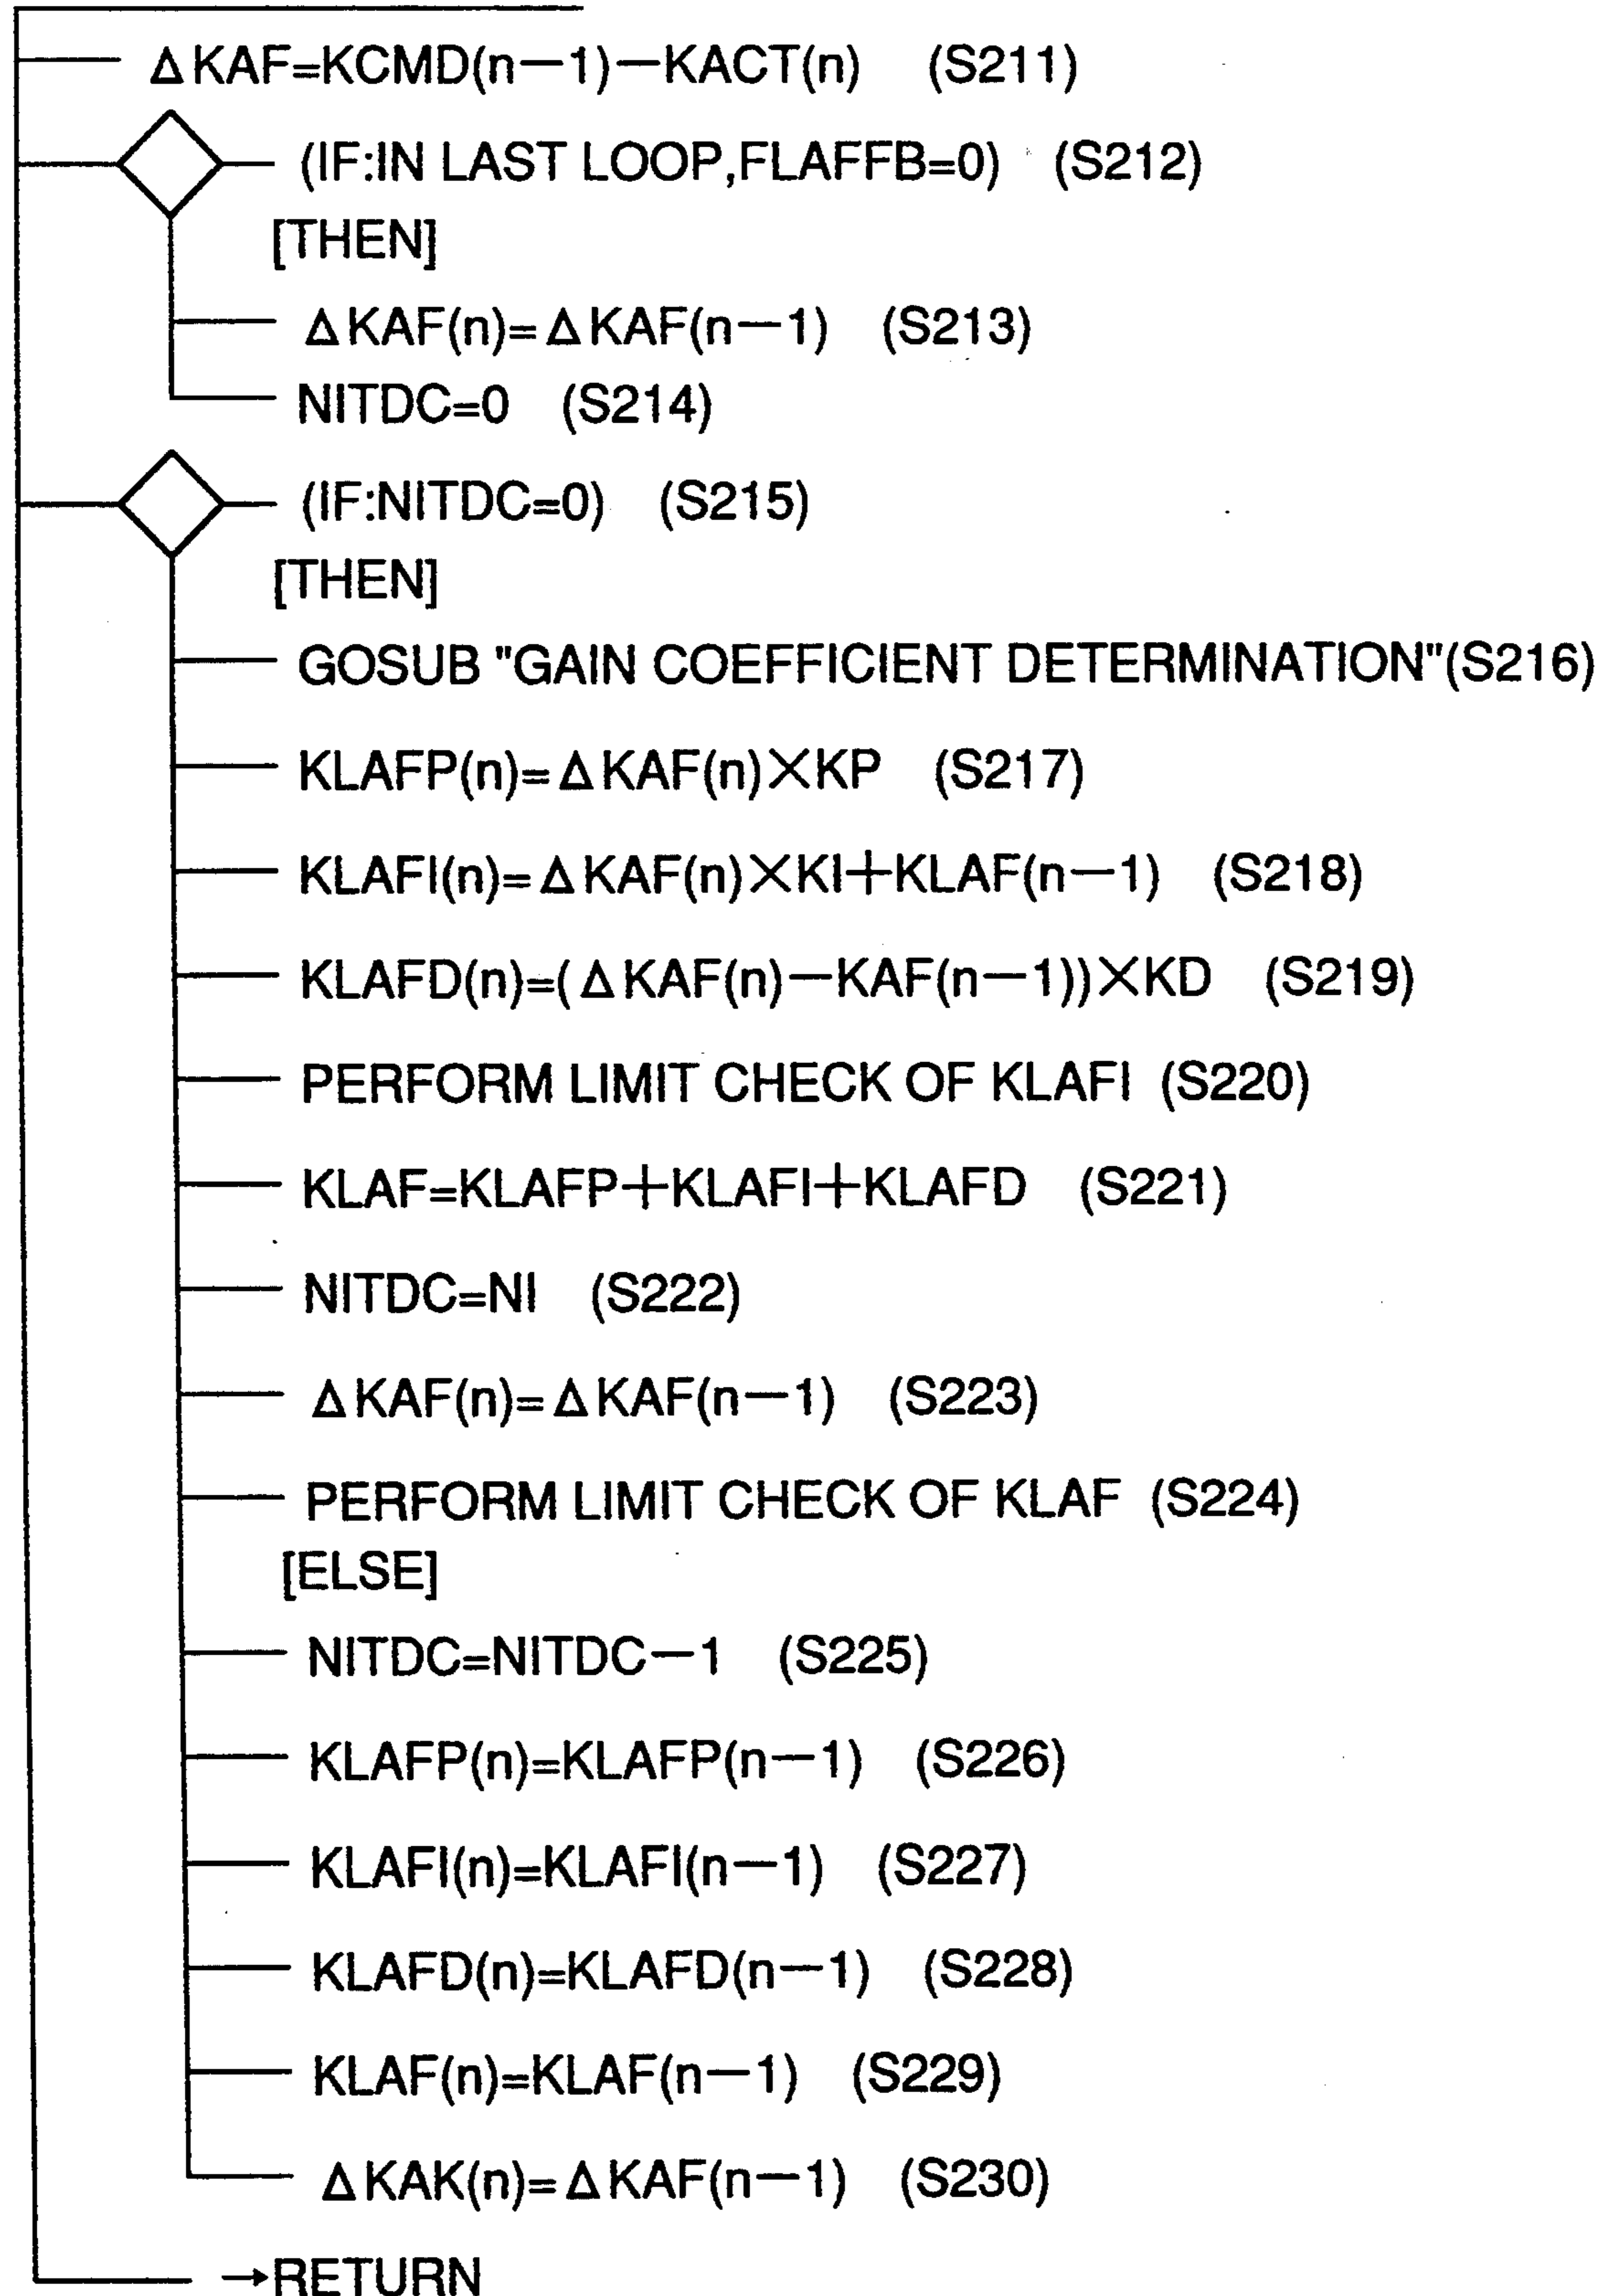 ΔKAF=KCMD(n−1)−KACT(n) (S211)
(IF:IN LAST LOOP,FLAFFB=0) (S212)
[THEN]
ΔKAF(n)=ΔKAF(n−1) (S213)
NITDC=0 (S214)
(IF:NITDC=0) (S215)
[THEN]
GOSUB "GAIN COEFFICIENT DETERMINATION"(S216)
KLAFP(n)=ΔKAF(n)×KP (S217)
KLAFI(n)=ΔKAF(n)×KI+KLAF(n−1) (S218)
KLAFD(n)=(ΔKAF(n)−KAF(n−1))×KD (S219)
PERFORM LIMIT CHECK OF KLAFI (S220)
KLAF=KLAFP+KLAFI+KLAFD (S221)
NITDC=NI (S222)
ΔKAF(n)=ΔKAF(n−1) (S223)
PERFORM LIMIT CHECK OF KLAF (S224)
[ELSE]
NITDC=NITDC−1 (S225)
KLAFP(n)=KLAFP(n−1) (S226)
KLAFI(n)=KLAFI(n−1) (S227)
KLAFD(n)=KLAFD(n−1) (S228)
KLAF(n)=KLAF(n−1) (S229)
ΔKAK(n)=ΔKAF(n−1) (S230)
→RETURN